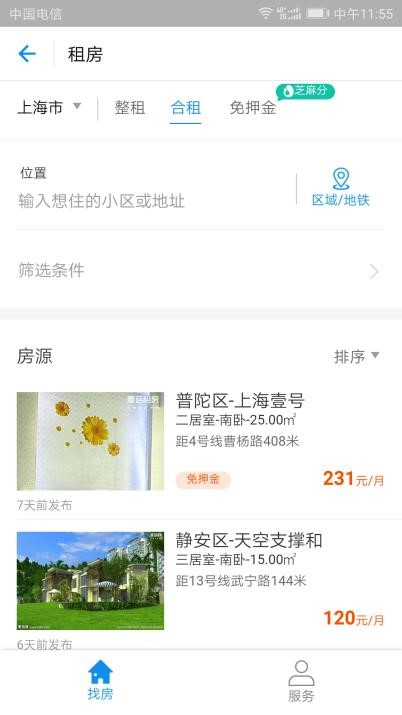 中国电信
中午11:55
租房
上海市
整租
合租
免押金
芝麻分
位置
输入想住的小区或地址
区域/地铁
筛选条件
房源
排序
蘑菇租房
普陀区-上海壹号
二居室-南卧-25.00㎡
距4号线曹杨路408米
免押金
231元/月
7天前发布
静安区-天空支撑和
三居室-南卧-15.00㎡
距13号线武宁路144米
120元/月
6天前发布
找房
服务